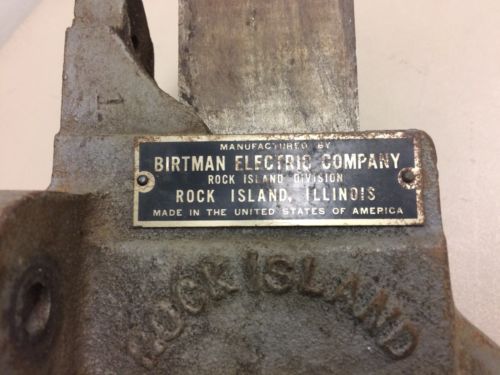 MANUFACTURED BY
BIRTMAN ELECTRIC COMPANY
ROCK ISLAND DIVISION
ROCK ISLAND, ILLINOIS
MADE IN THE UNITED STATES OF AMERICA
ROCK ISLAND